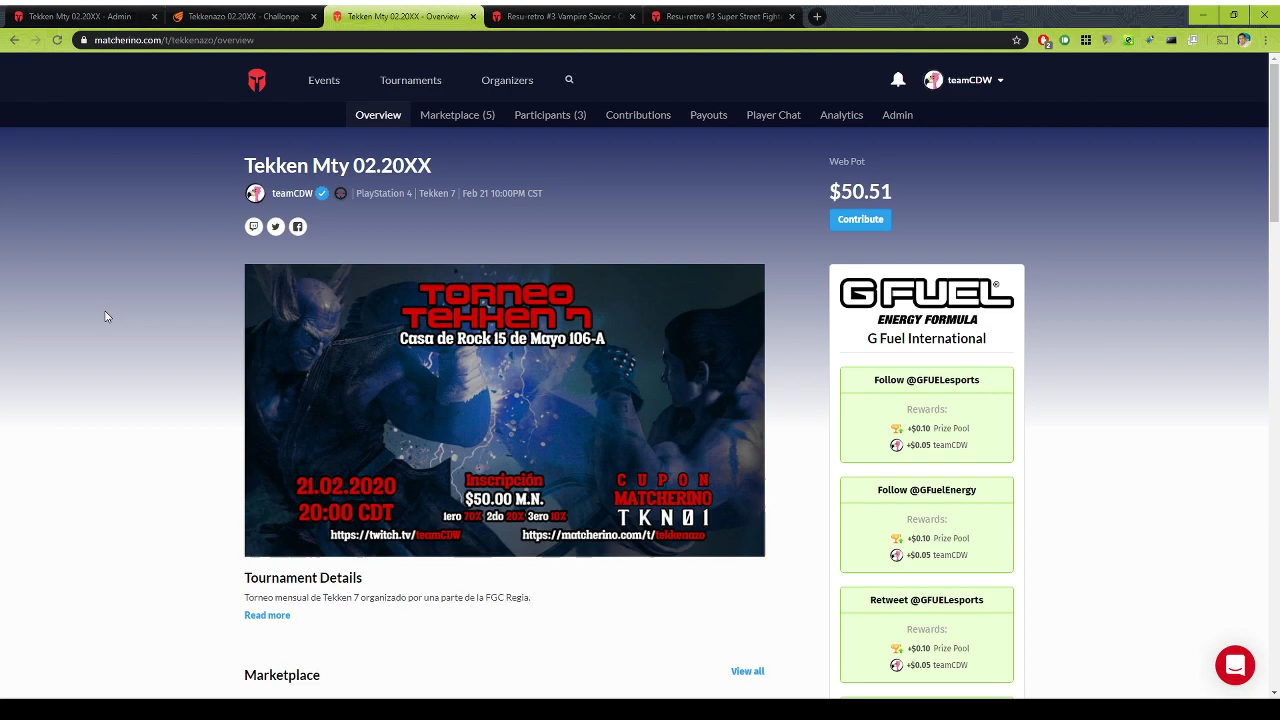 Tekken Mty 02.20XX - Admin
Tekkenazo 02.20XX - Challonge
Tekken Mty 02.20XX - Overview
Resu-retro #3 Vampire Savior -
Resu-retro #3 Super Street Fight
matcherino.com/t/tekkenazo/overview
2
Events
Tournaments
Organizers
teamCDW
Overview
Marketplace (5)
Participants (3)
Contributions
Payouts
Player Chat
Analytics
Admin
Tekken Mty 02.20XX
teamCDW | PlayStation 4 | Tekken 7 | Feb 21 10:00PM CST
Web Pot
$50.51
Contribute
TORNEO
TEKKEN 7
Casa de Rock 15 de Mayo 106-A
21.02.2020
20:00 CDT
Inscripción
$50.00 M.N.
1ero 70% 2do 20% 3ero 10%
CUPON
MATCHERINO
TKN01
https://twitch.tv/teamCDW
https://matcherino.com/t/tekkenazo
G FUEL®
ENERGY FORMULA
G Fuel International
Follow @GFUELesports
Rewards:
+$0.10 Prize Pool
+$0.05 teamCDW
Follow @GFuelEnergy
Rewards:
+$0.10 Prize Pool
+$0.05 teamCDW
Retweet @GFUELesports
Rewards:
+$0.10 Prize Pool
+$0.05 teamCDW
Tournament Details
Torneo mensual de Tekken 7 organizado por una parte de la FGC Regia.
Read more
Marketplace
View all